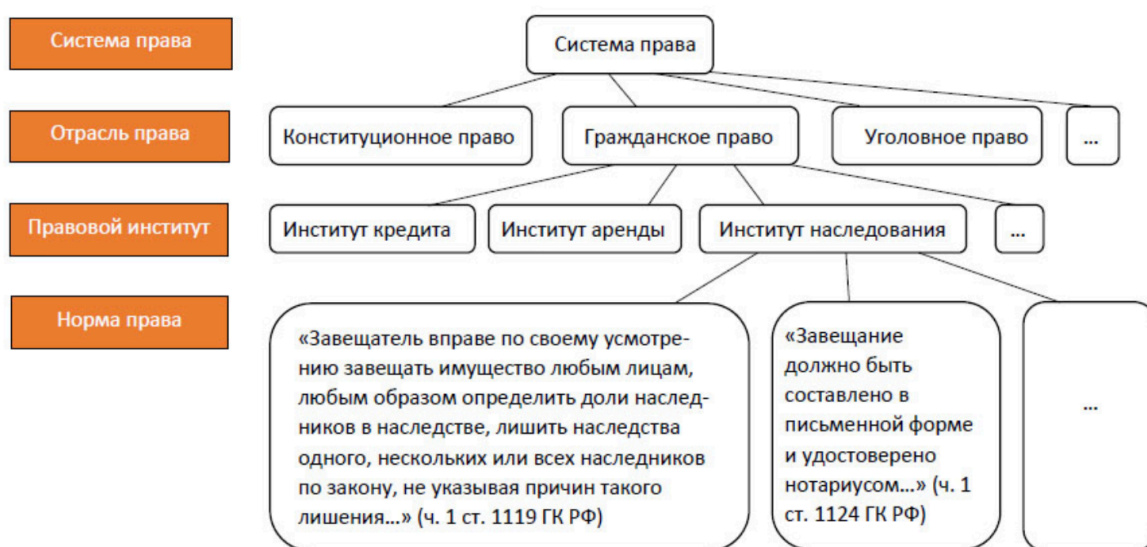 Система права
Система права
Отрасль права
Конституционное право
Гражданское право
Уголовное право
...
Правовой институт
Институт кредита
Институт аренды
Институт наследования
...
Норма права
«Завещатель вправе по своему усмотре-
нию завещать имущество любым лицам,
любым образом определить доли наслед-
ников в наследстве, лишить наследства
одного, нескольких или всех наследников
по закону, не указывая причин такого
лишения...» (ч. 1 ст. 1119 ГК РФ)
«Завещание
должно быть
составлено в
письменной форме
и удостоверено
нотариусом...» (ч. 1
ст. 1124 ГК РФ)
...